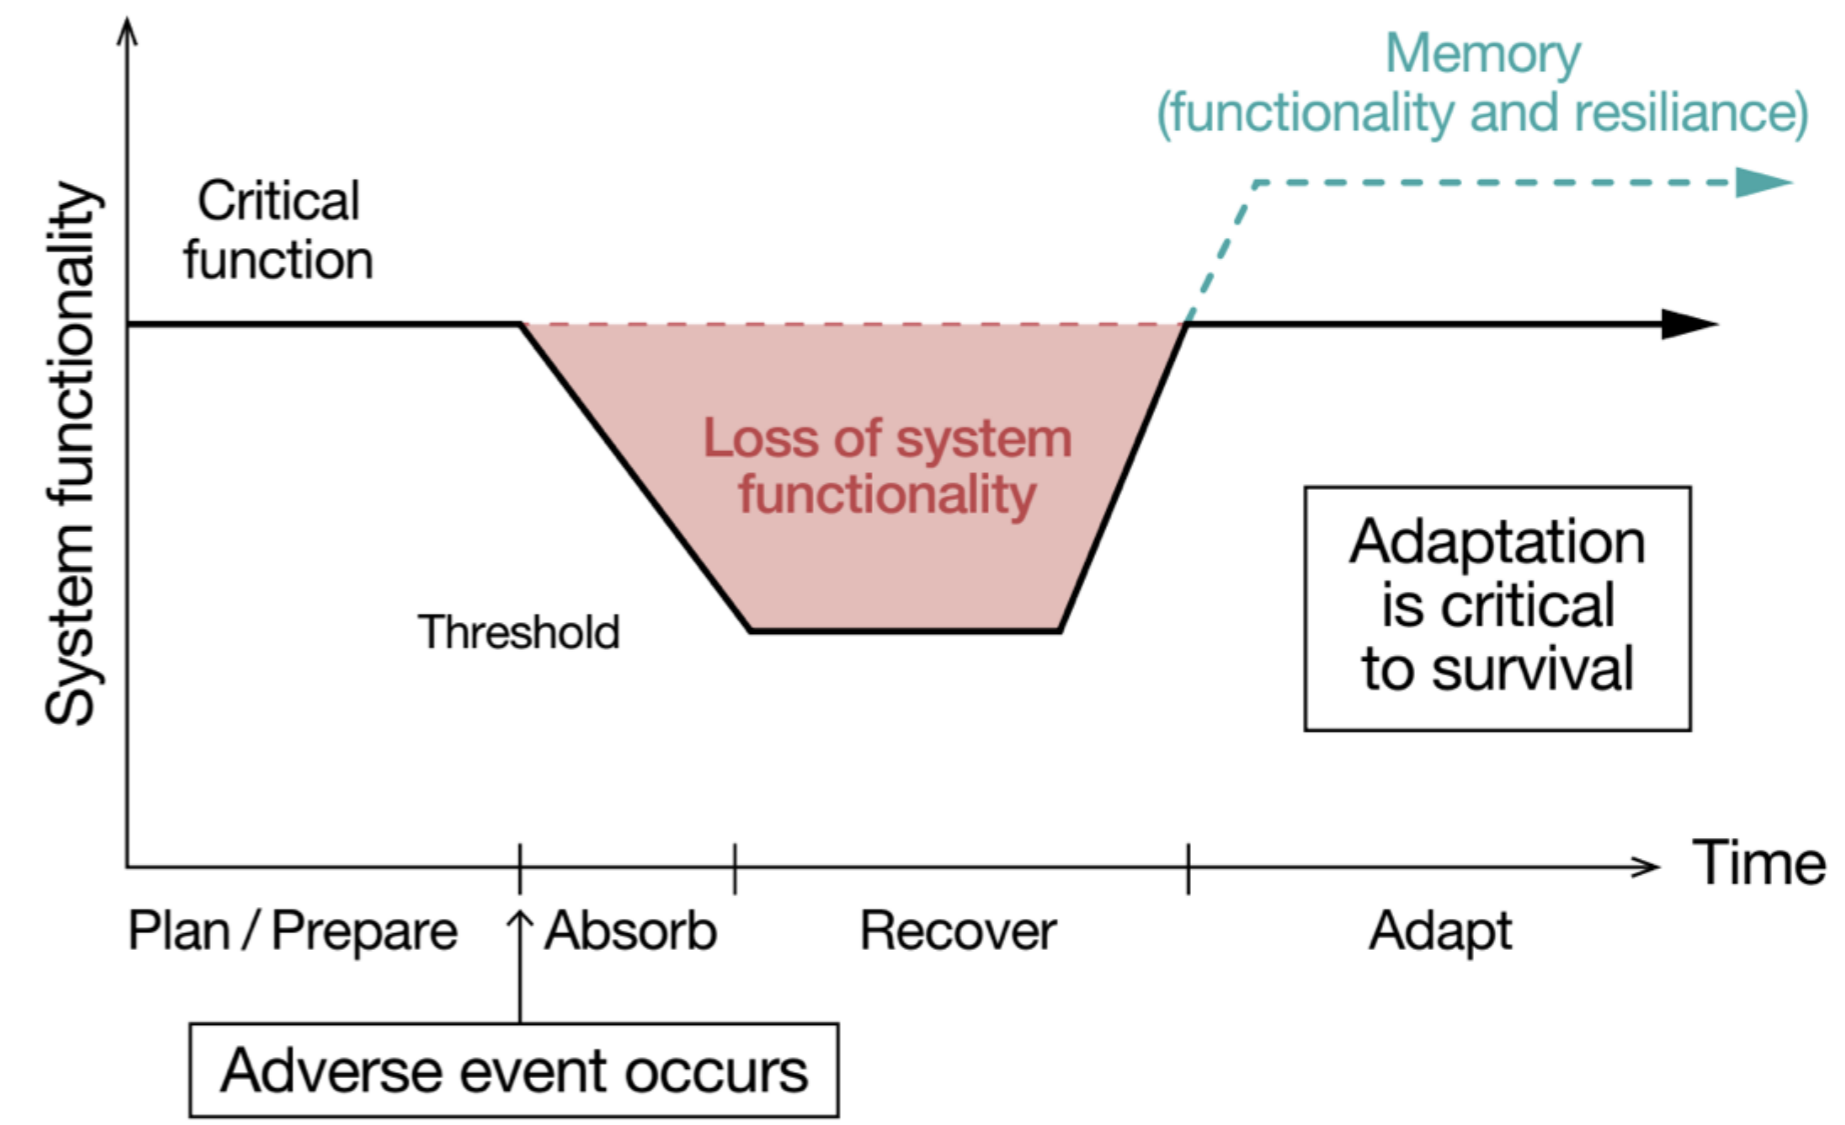 Memory
(functionality and resiliance)
Critical
function
System functionality
Loss of system
functionality
Threshold
Adaptation
is critical
to survival
Time
Plan / Prepare
Absorb
Recover
Adapt
Adverse event occurs